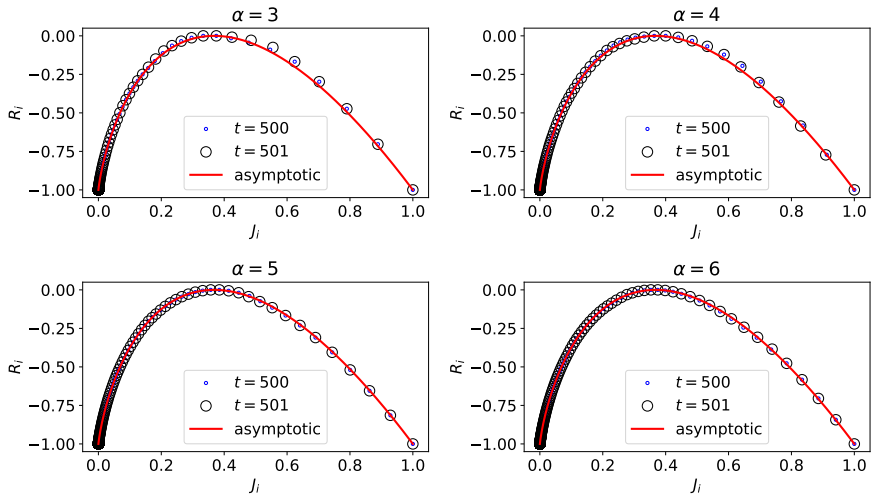 α = 3
0.00
−0.25
−0.50
−0.75
−1.00
R_i
t = 500
t = 501
asymptotic
0.0 0.2 0.4 0.6 0.8 1.0
J_i
α = 4
0.00
−0.25
−0.50
−0.75
−1.00
R_i
t = 500
t = 501
asymptotic
0.0 0.2 0.4 0.6 0.8 1.0
J_i
α = 5
0.00
−0.25
−0.50
−0.75
−1.00
R_i
t = 500
t = 501
asymptotic
0.0 0.2 0.4 0.6 0.8 1.0
J_i
α = 6
0.00
−0.25
−0.50
−0.75
−1.00
R_i
t = 500
t = 501
asymptotic
0.0 0.2 0.4 0.6 0.8 1.0
J_i